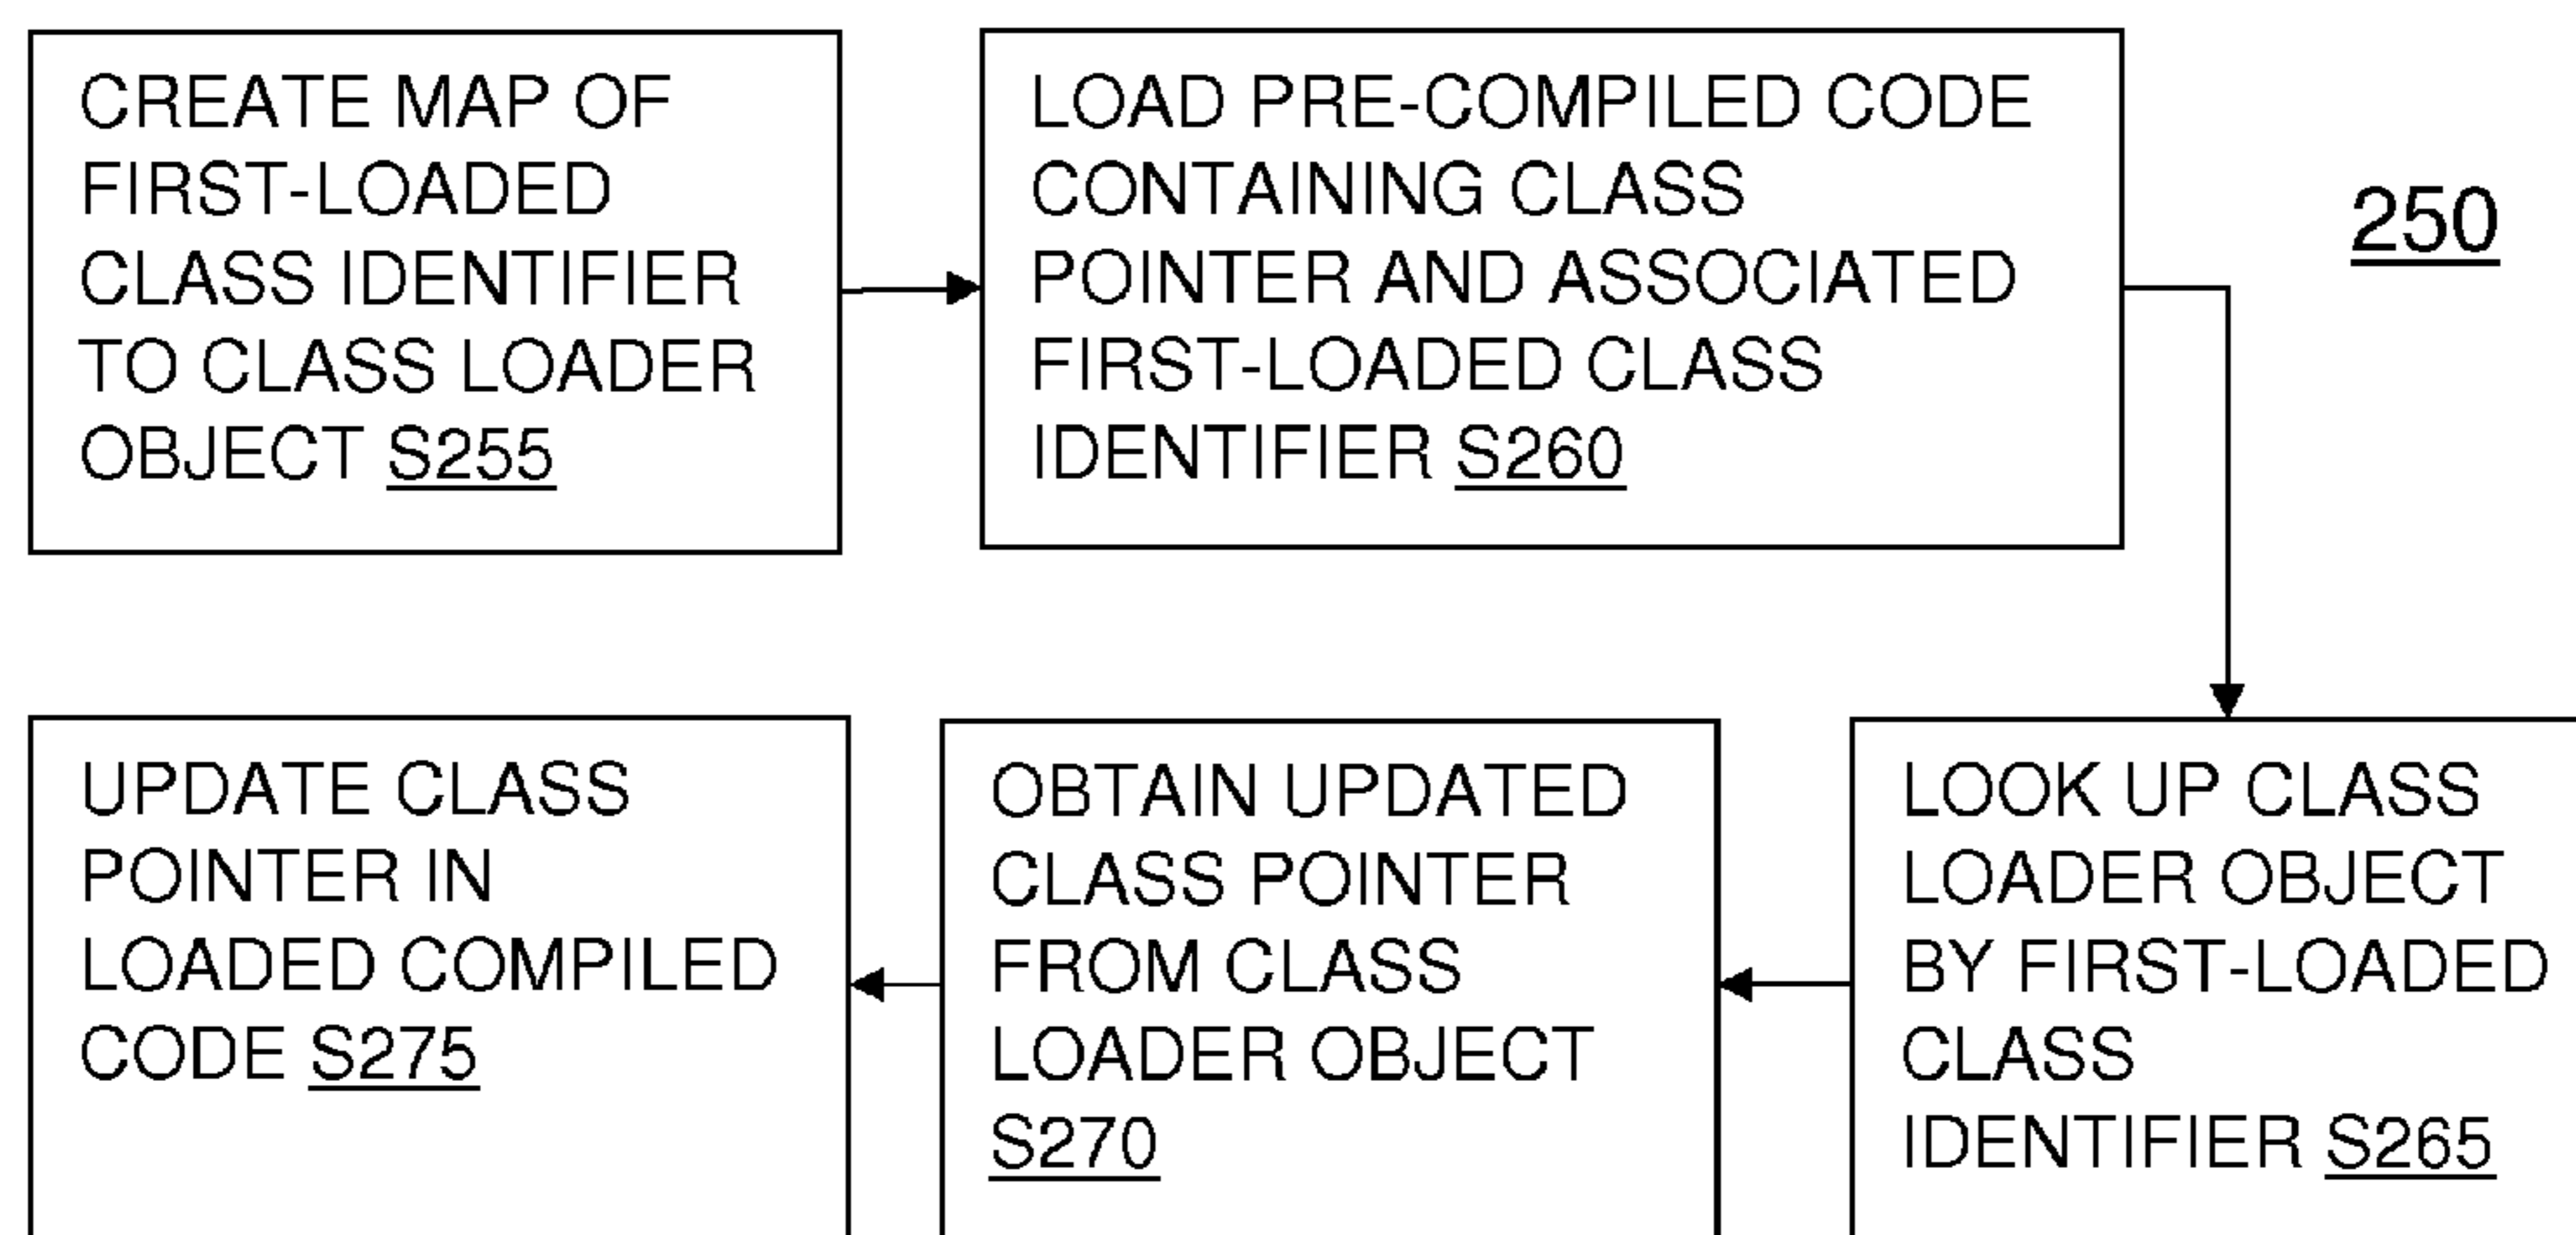 CREATE MAP OF
FIRST-LOADED
CLASS IDENTIFIER
TO CLASS LOADER
OBJECT S255
LOAD PRE-COMPILED CODE
CONTAINING CLASS
POINTER AND ASSOCIATED
FIRST-LOADED CLASS
IDENTIFIER S260
250
LOOK UP CLASS
LOADER OBJECT
BY FIRST-LOADED
CLASS
IDENTIFIER S265
OBTAIN UPDATED
CLASS POINTER
FROM CLASS
LOADER OBJECT
S270
UPDATE CLASS
POINTER IN
LOADED COMPILED
CODE S275